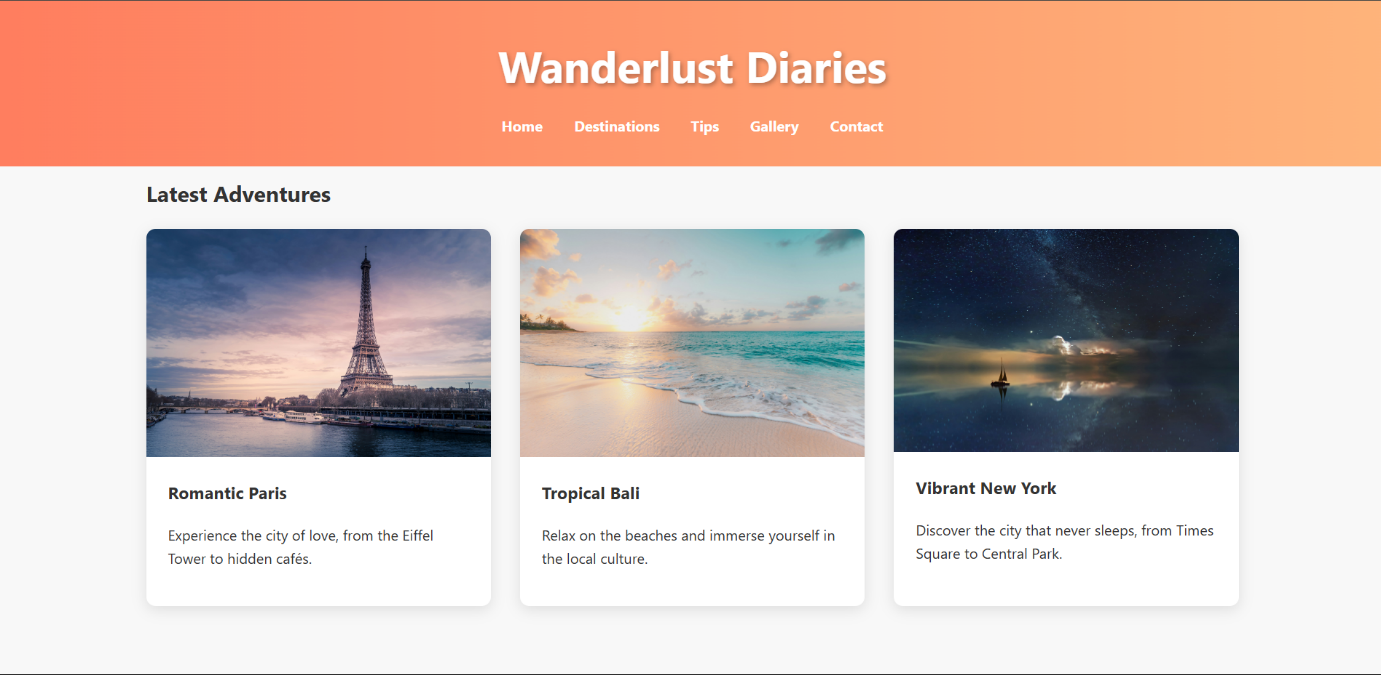 Wanderlust Diaries
Home Destinations Tips Gallery Contact
Latest Adventures
Romantic Paris
Experience the city of love, from the Eiffel
Tower to hidden cafés.
Tropical Bali
Relax on the beaches and immerse yourself in
the local culture.
Vibrant New York
Discover the city that never sleeps, from Times
Square to Central Park.